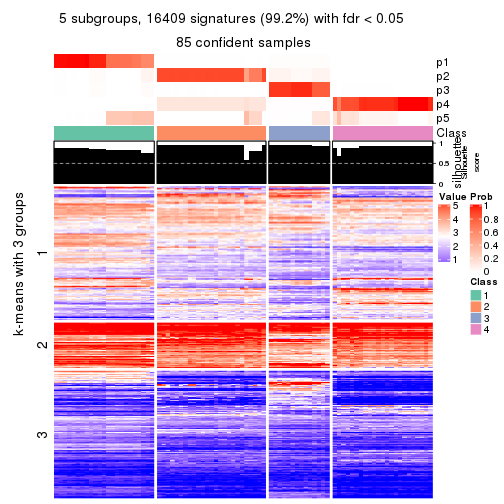 5 subgroups, 16409 signatures (99.2%) with fdr < 0.05
85 confident samples
p1
p2
p3
p4
p5
Class
1
0.5
0
silhouette
Silhouette
score
k-means with 3 groups
1
2
3
Value Prob
5 1
4 0.8
3 0.6
2 0.4
1 0.2
0
Class
1
2
3
4